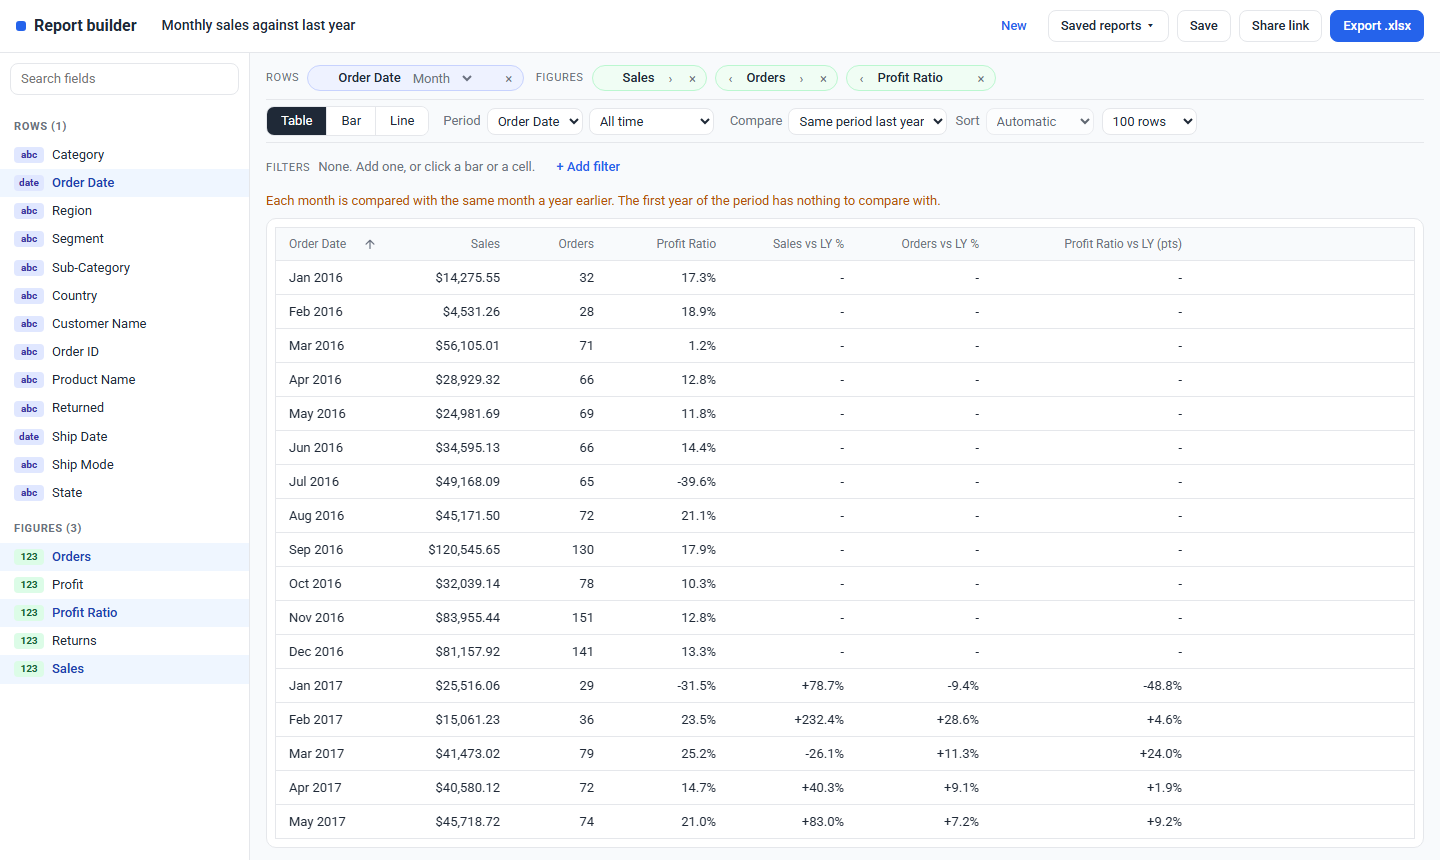 Report builder Monthly sales against last year New Saved reports Save Share link Export .xlsx
Search fields
ROWS (1)
abc Category
date Order Date
abc Region
abc Segment
abc Sub-Category
abc Country
abc Customer Name
abc Order ID
abc Product Name
abc Returned
date Ship Date
abc Ship Mode
abc State
FIGURES (3)
123 Orders
123 Profit
123 Profit Ratio
123 Returns
123 Sales
ROWS Order Date Month × FIGURES Sales › × ‹ Orders › × ‹ Profit Ratio ×
Table Bar Line Period Order Date All time Compare Same period last year Sort Automatic 100 rows
FILTERS None. Add one, or click a bar or a cell. + Add filter
Each month is compared with the same month a year earlier. The first year of the period has nothing to compare with.
Order Date ↑ Sales Orders Profit Ratio Sales vs LY % Orders vs LY % Profit Ratio vs LY (pts)
Jan 2016 $14,275.55 32 17.3% - - -
Feb 2016 $4,531.26 28 18.9% - - -
Mar 2016 $56,105.01 71 1.2% - - -
Apr 2016 $28,929.32 66 12.8% - - -
May 2016 $24,981.69 69 11.8% - - -
Jun 2016 $34,595.13 66 14.4% - - -
Jul 2016 $49,168.09 65 -39.6% - - -
Aug 2016 $45,171.50 72 21.1% - - -
Sep 2016 $120,545.65 130 17.9% - - -
Oct 2016 $32,039.14 78 10.3% - - -
Nov 2016 $83,955.44 151 12.8% - - -
Dec 2016 $81,157.92 141 13.3% - - -
Jan 2017 $25,516.06 29 -31.5% +78.7% -9.4% -48.8%
Feb 2017 $15,061.23 36 23.5% +232.4% +28.6% +4.6%
Mar 2017 $41,473.02 79 25.2% -26.1% +11.3% +24.0%
Apr 2017 $40,580.12 72 14.7% +40.3% +9.1% +1.9%
May 2017 $45,718.72 74 21.0% +83.0% +7.2% +9.2%